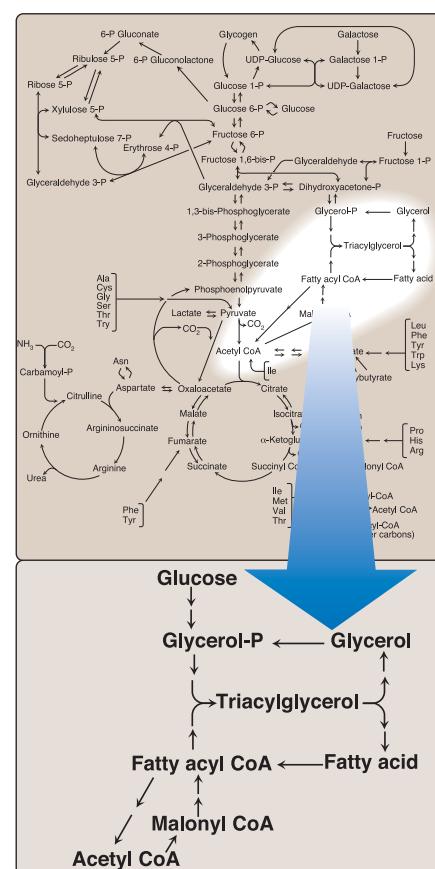 6-P Gluconate
Glycogen
Galactose
Ribulose 5-P
6-P Gluconolactone
UDP-Glucose
Galactose 1-P
Ribose 5-P
Glucose 1-P
UDP-Galactose
Xylulose 5-P
Glucose 6-P
Glucose
Sedoheptulose 7-P
Fructose 6-P
Fructose
Erythrose 4-P
Fructose 1,6-bis-P
Glyceraldehyde
Fructose 1-P
Glyceraldehyde 3-P
Glyceraldehyde 3-P
Dihydroxyacetone-P
1,3-bis-Phosphoglycerate
Glycerol-P
Glycerol
3-Phosphoglycerate
Triacylglycerol
2-Phosphoglycerate
Fatty acyl CoA
Fatty acid
Ala
Cys
Gly
Ser
Thr
Try
Phosphoenolpyruvate
Lactate
Pyruvate
CO2
CO2
Acetyl CoA
Leu
Phe
Tyr
Trp
Lys
NH3
CO2
Carbamoyl-P
Asn
Ile
Aspartate
Oxaloacetate
Citrate
Citrulline
Malate
Argininosuccinate
Ornithine
Fumarate
Pro
His
Arg
Arginine
Succinate
Urea
Ile
Met
Val
Thr
Acetyl CoA
Phe
Tyr
Glucose
Glycerol-P
Glycerol
Triacylglycerol
Fatty acyl CoA
Fatty acid
Malonyl CoA
Acetyl CoA